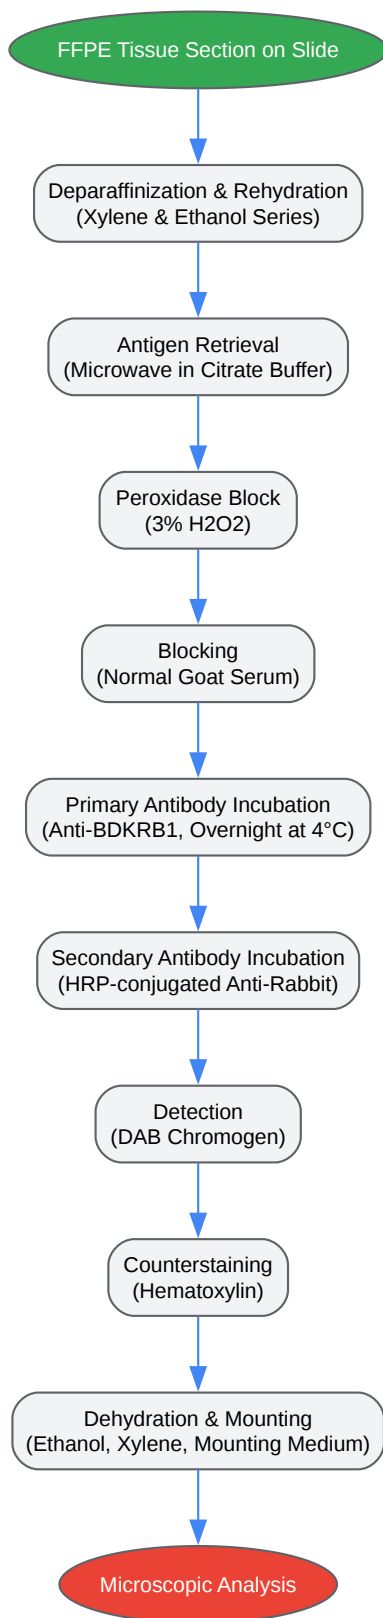 FFPE Tissue Section on Slide
Deparaffinization & Rehydration
(Xylene & Ethanol Series)
Antigen Retrieval
(Microwave in Citrate Buffer)
Peroxidase Block
(3% H2O2)
Blocking
(Normal Goat Serum)
Primary Antibody Incubation
(Anti-BDKRB1, Overnight at 4°C)
Secondary Antibody Incubation
(HRP-conjugated Anti-Rabbit)
Detection
(DAB Chromogen)
Counterstaining
(Hematoxylin)
Dehydration & Mounting
(Ethanol, Xylene, Mounting Medium)
Microscopic Analysis